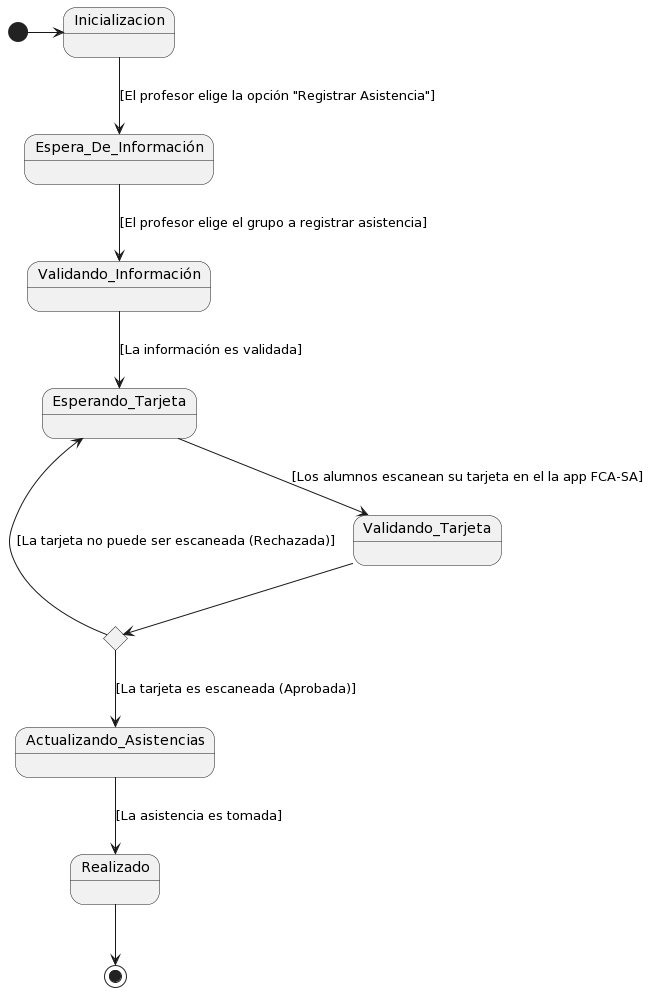 Inicializacion
[El profesor elige la opción "Registrar Asistencia"]
Espera_De_Información
[El profesor elige el grupo a registrar asistencia]
Validando_Información
[La información es validada]
Esperando_Tarjeta
[Los alumnos escanean su tarjeta en el la app FCA-SA]
Validando_Tarjeta
[La tarjeta no puede ser escaneada (Rechazada)]
[La tarjeta es escaneada (Aprobada)]
Actualizando_Asistencias
[La asistencia es tomada]
Realizado